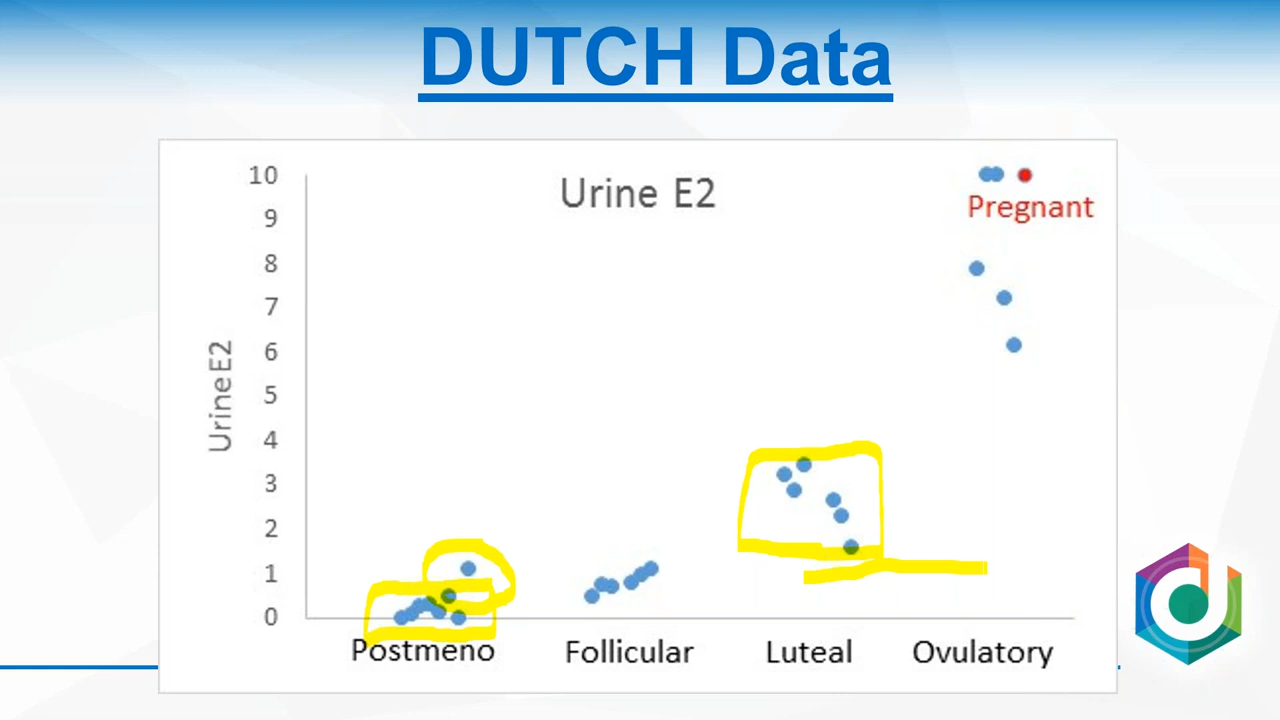 DUTCH Data
Urine E2
10
9
8
7
6
5
4
3
2
1
0
Urine E2
Pregnant
Postmeno
Follicular
Luteal
Ovulatory